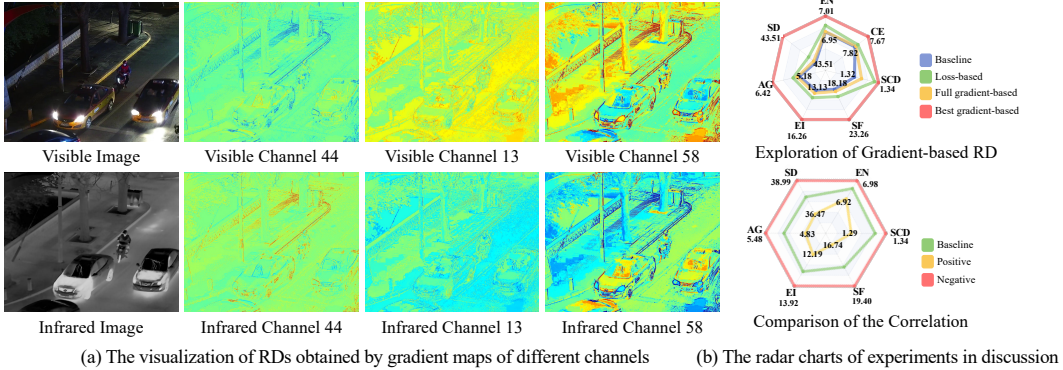 Visible Image
Visible Channel 44
Visible Channel 13
Visible Channel 58
Infrared Image
Infrared Channel 44
Infrared Channel 13
Infrared Channel 58
(a) The visualization of RDs obtained by gradient maps of different channels
EN
7.01
SD
43.51
CE
7.67
6.95
7.82
43.51
1.32
5.18
13.13
18.18
AG
6.42
SCD
1.34
EI
16.26
SF
23.26
Baseline
Loss-based
Full gradient-based
Best gradient-based
Exploration of Gradient-based RD
SD
38.99
EN
6.98
6.92
36.47
AG
5.48
4.83
1.29
SCD
1.34
16.74
12.19
EI
13.92
SF
19.40
Baseline
Positive
Negative
Comparison of the Correlation
(b) The radar charts of experiments in discussion